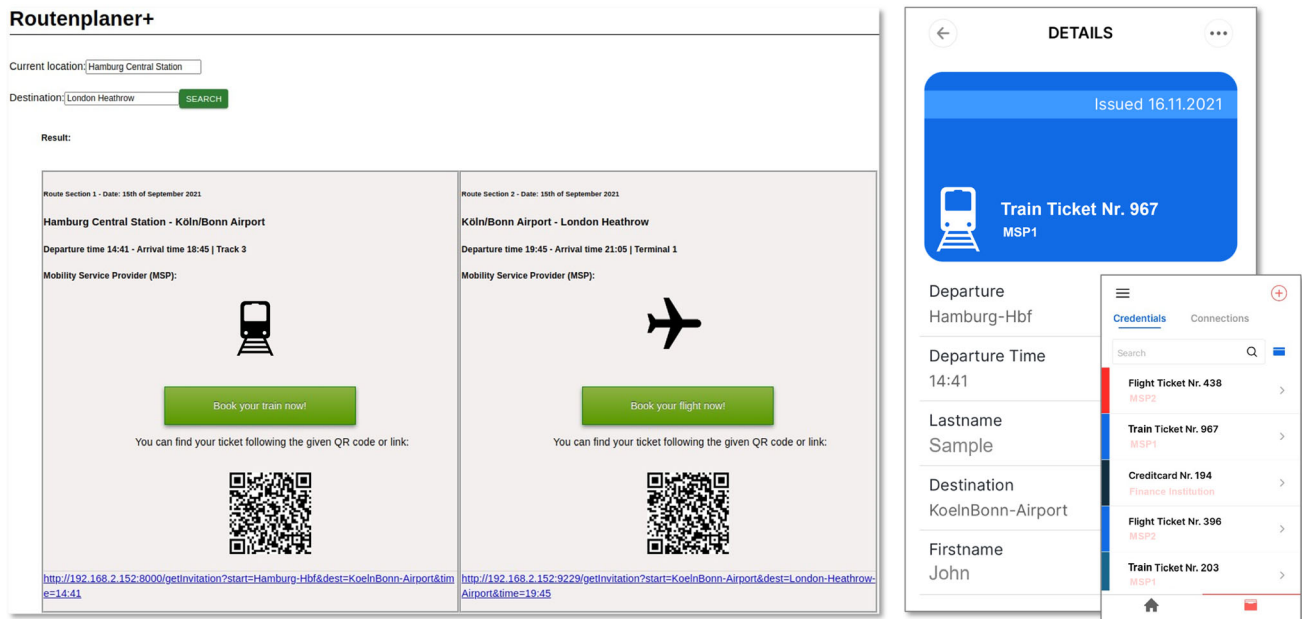 Routenplaner+
Current location: Hamburg Central Station
Destination: London Heathrow SEARCH
Result:
Route Section 1 - Date: 15th of September 2021
Hamburg Central Station - Köln/Bonn Airport
Departure time 14:41 - Arrival time 18:45 | Track 3
Mobility Service Provider (MSP):
Book your train now!
You can find your ticket following the given QR code or link:
http://192.168.2.152:8000/getInvitation?start=Hamburg-Hbf&dest=KoelnBonn-Airport&tim
e=14:41
Route Section 2 - Date: 15th of September 2021
Köln/Bonn Airport - London Heathrow
Departure time 19:45 - Arrival time 21:05 | Terminal 1
Mobility Service Provider (MSP):
Book your flight now!
You can find your ticket following the given QR code or link:
http://192.168.2.152:9229/getInvitation?start=KoelnBonn-Airport&dest=London-Heathrow-
Airport&time=19:45
DETAILS
Issued 16.11.2021
Train Ticket Nr. 967
MSP1
Departure
Hamburg-Hbf
Departure Time
14:41
Lastname
Sample
Destination
KoelnBonn-Airport
Firstname
John
Credentials Connections
Search
Flight Ticket Nr. 438
MSP2
Train Ticket Nr. 967
MSP1
Creditcard Nr. 194
Finance Institution
Flight Ticket Nr. 396
MSP2
Train Ticket Nr. 203
MSP1